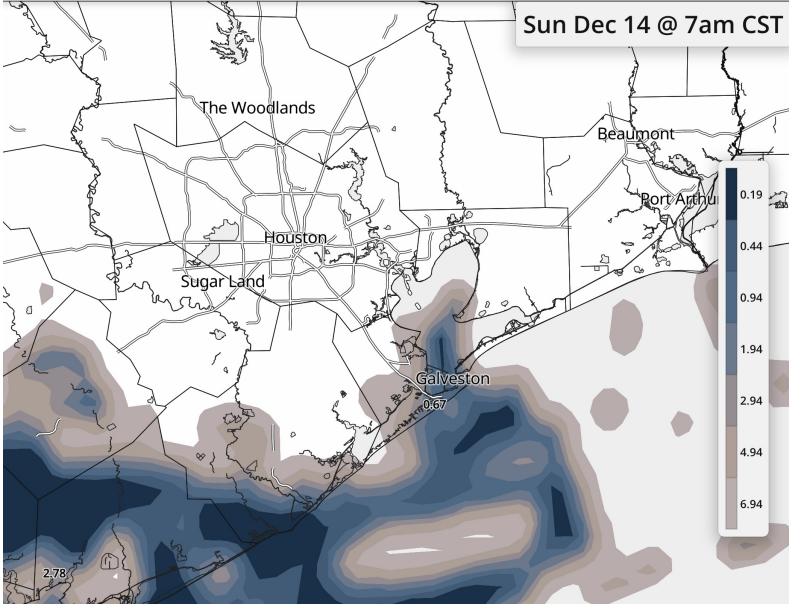 Sun Dec 14 @ 7am CST
The Woodlands
Beaumont
0.19
Port Arthu
Houston
0.44
Sugar Land
0.94
1.94
Galveston
2.94
0.67
4.94
6.94
2.78